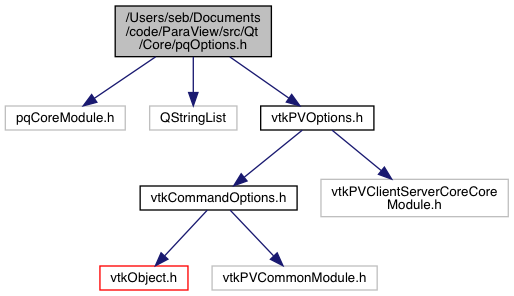 /Users/seb/Documents
/code/ParaView/src/Qt
/Core/pqOptions.h
pqCoreModule.h
QStringList
vtkPVOptions.h
vtkCommandOptions.h
vtkPVClientServerCoreCore
Module.h
vtkObject.h
vtkPVCommonModule.h